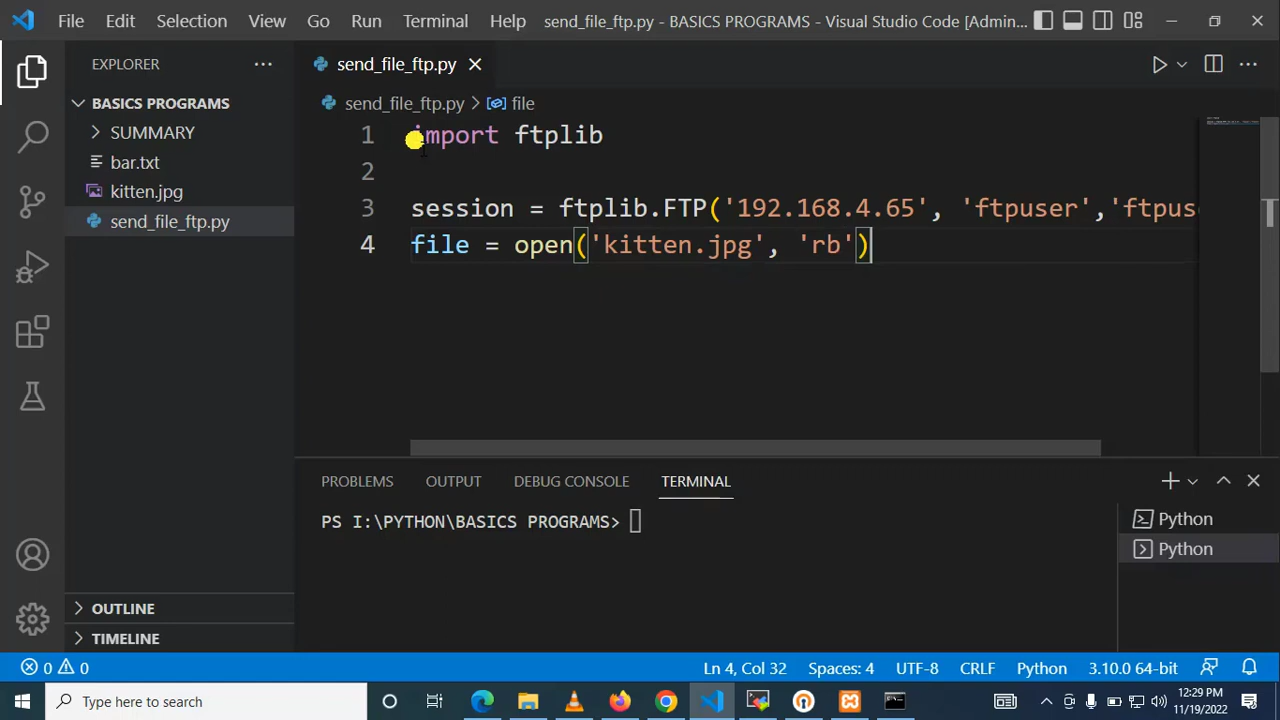 File Edit Selection View Go Run Terminal Help send_file_ftp.py - BASICS PROGRAMS - Visual Studio Code [Admin...
EXPLORER
send_file_ftp.py
BASICS PROGRAMS
send_file_ftp.py > file
SUMMARY
bar.txt
kitten.jpg
send_file_ftp.py
1 import ftplib
2
3 session = ftplib.FTP('192.168.4.65', 'ftpuser','ftpus
4 file = open('kitten.jpg', 'rb')
PROBLEMS OUTPUT DEBUG CONSOLE TERMINAL
PS I:\PYTHON\BASICS PROGRAMS>
Python
Python
OUTLINE
TIMELINE
0 0 Ln 4, Col 32 Spaces: 4 UTF-8 CRLF Python 3.10.0 64-bit
Type here to search
12:29 PM
11/19/2022